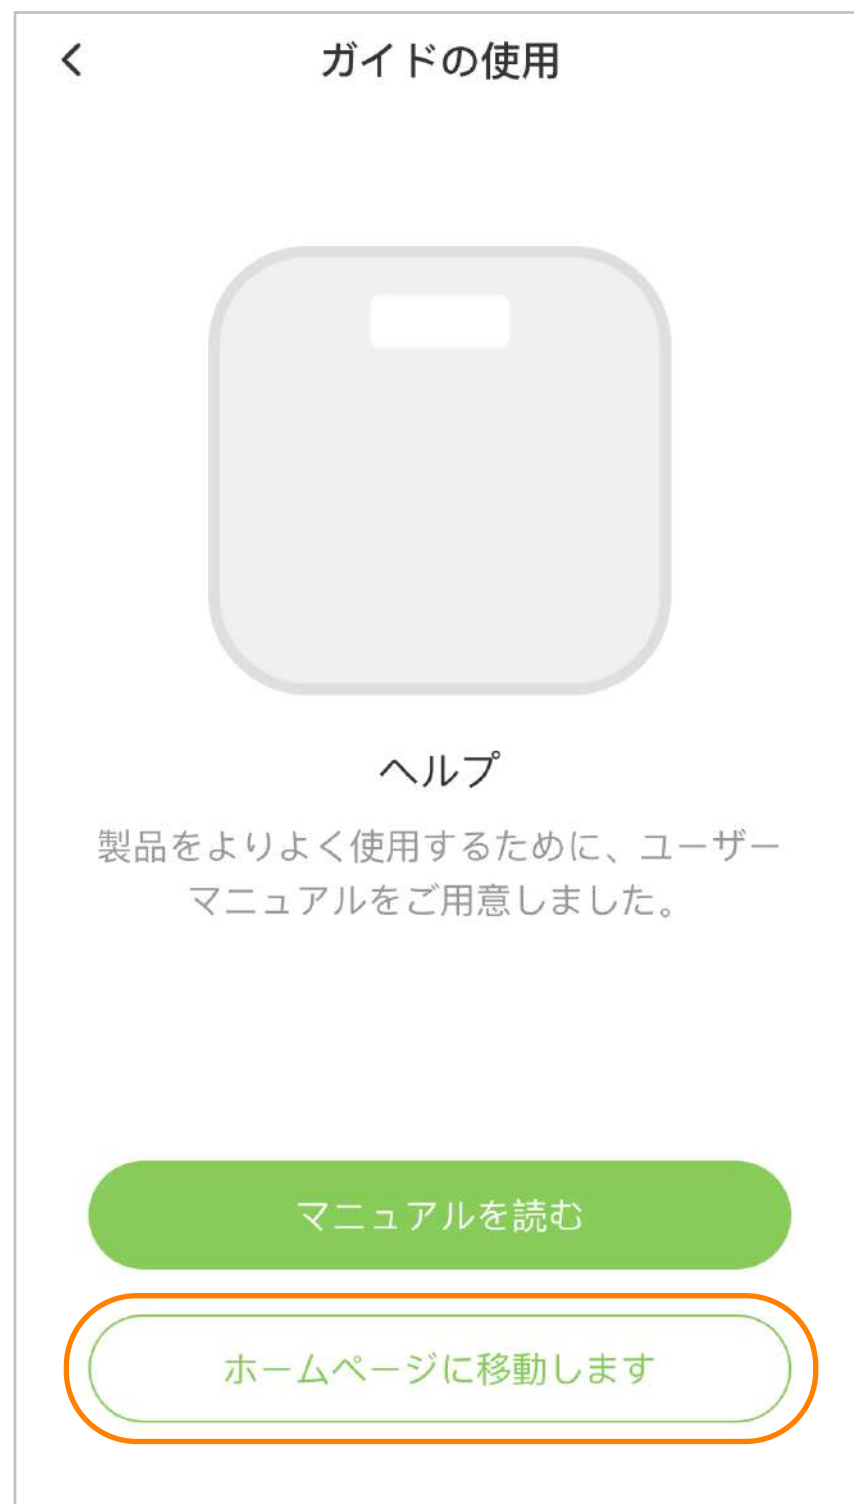 ガイドの使用
ヘルプ
製品をよりよく使用するために、ユーザー
マニュアルをご用意しました。
マニュアルを読む
ホームページに移動します